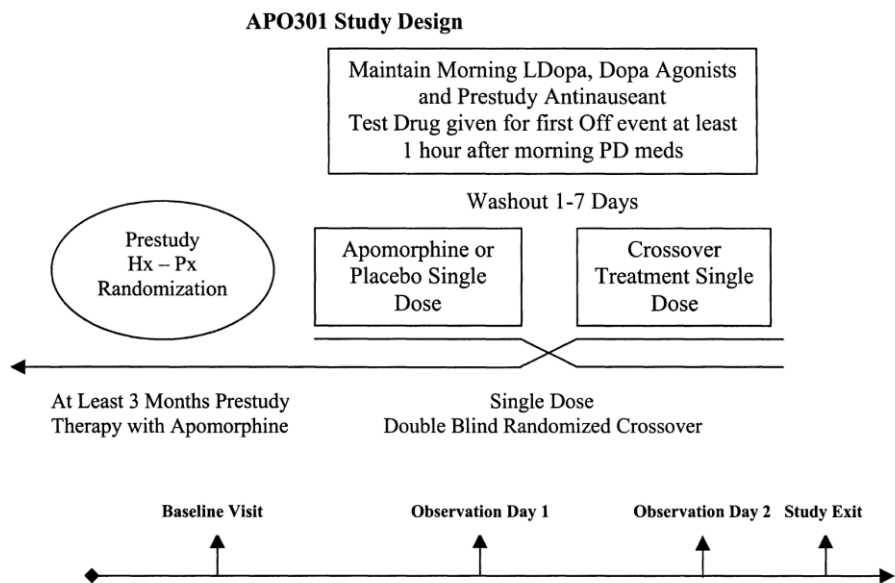 APO301 Study Design
Maintain Morning LDopa, Dopa Agonists
and Prestudy Antinauseant
Test Drug given for first Off event at least
1 hour after morning PD meds
Washout 1-7 Days
Prestudy
Hx – Px
Randomization
Apomorphine or
Placebo Single
Dose
Crossover
Treatment Single
Dose
At Least 3 Months Prestudy
Therapy with Apomorphine
Single Dose
Double Blind Randomized Crossover
Baseline Visit
Observation Day 1
Observation Day 2
Study Exit